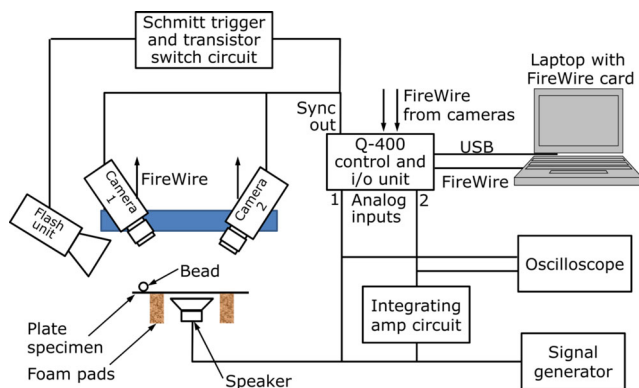 Schmitt trigger
and transistor
switch circuit
Laptop with
FireWire card
Sync
out
FireWire
from cameras
Q-400
control and
i/o unit
USB
FireWire
Camera
1
FireWire
Camera
2
Flash
unit
1
Analog
inputs
2
Bead
Oscilloscope
Plate
specimen
Foam pads
Speaker
Integrating
amp circuit
Signal
generator